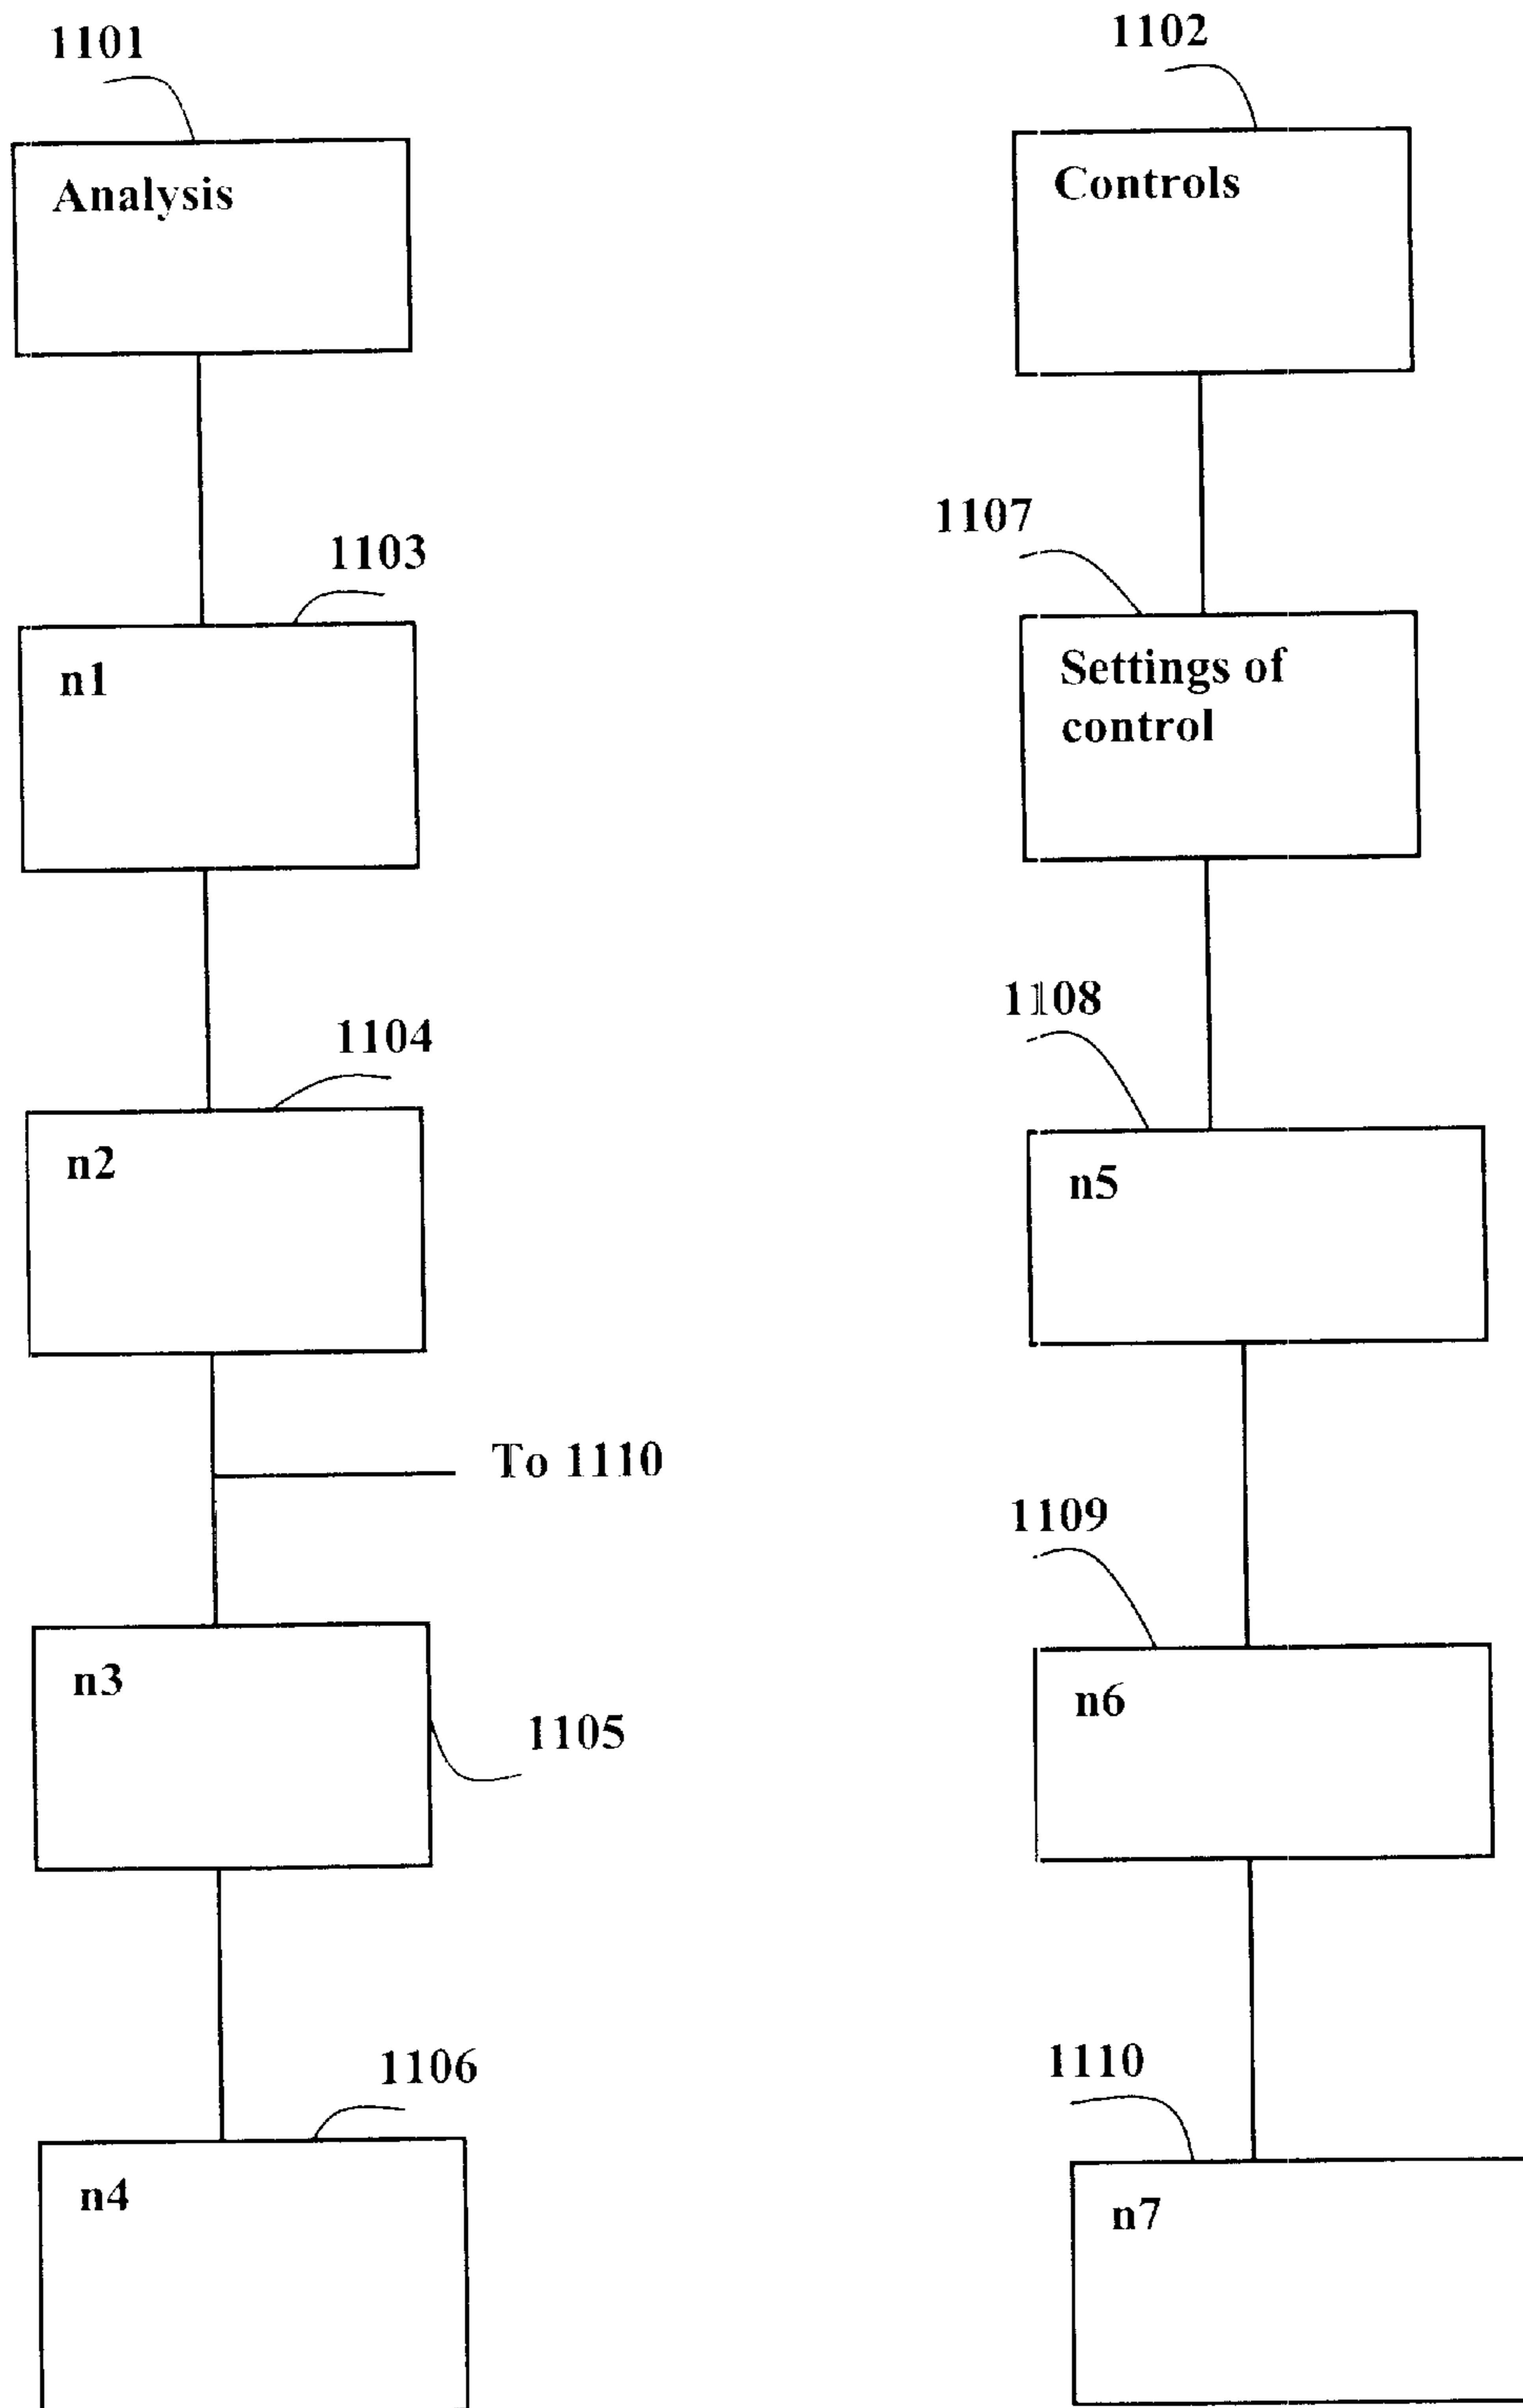 1101
Analysis
1103
n1
1104
n2
To 1110
n3
1105
1106
n4
1102
Controls
1107
Settings of
control
1108
n5
1109
n6
1110
n7